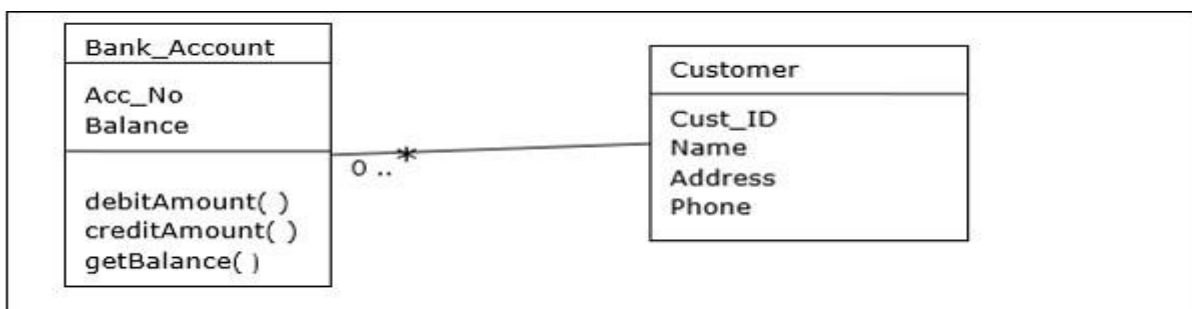 Bank_Account
Acc_No
Balance
debitAmount( )
creditAmount( )
getBalance( )
0 ..*
Customer
Cust_ID
Name
Address
Phone